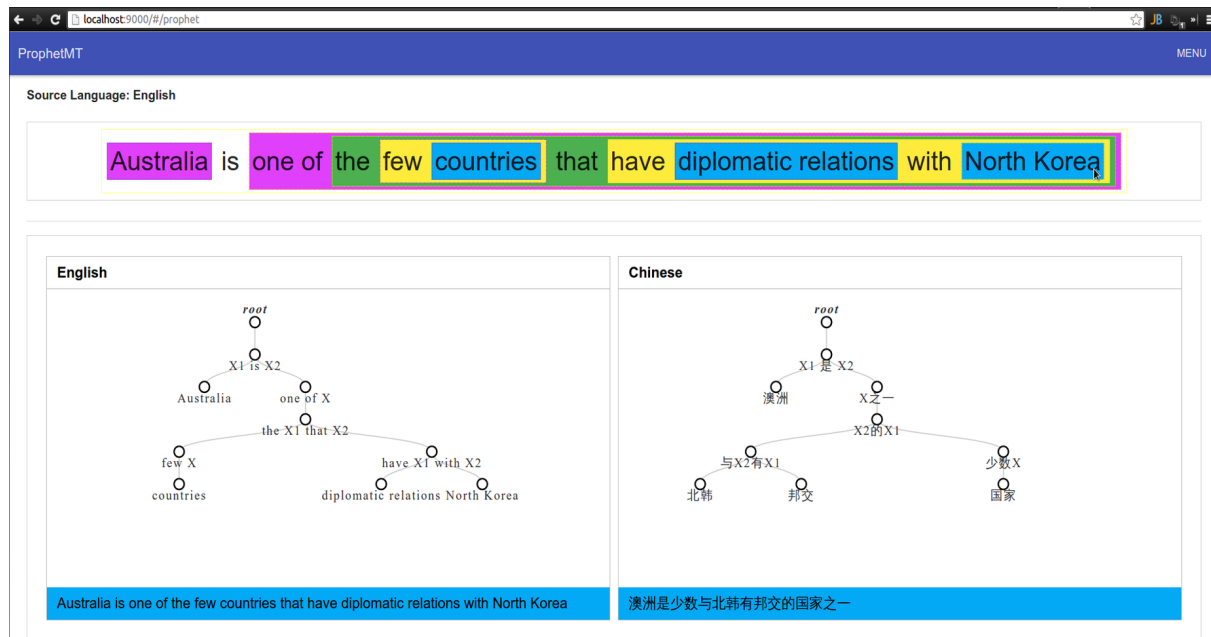 localhost:9000/#/prophet
JB
ProphetMT MENU
Source Language: English
Australia is one of the few countries that have diplomatic relations with North Korea
English
root
X1 is X2
Australia one of X
the X1 that X2
few X have X1 with X2
countries diplomatic relations North Korea
Australia is one of the few countries that have diplomatic relations with North Korea
Chinese
root
X1 是 X2
澳洲 X之一
X2的X1
与X2有X1 少数X
北韩 邦交 国家
澳洲是少数与北韩有邦交的国家之一